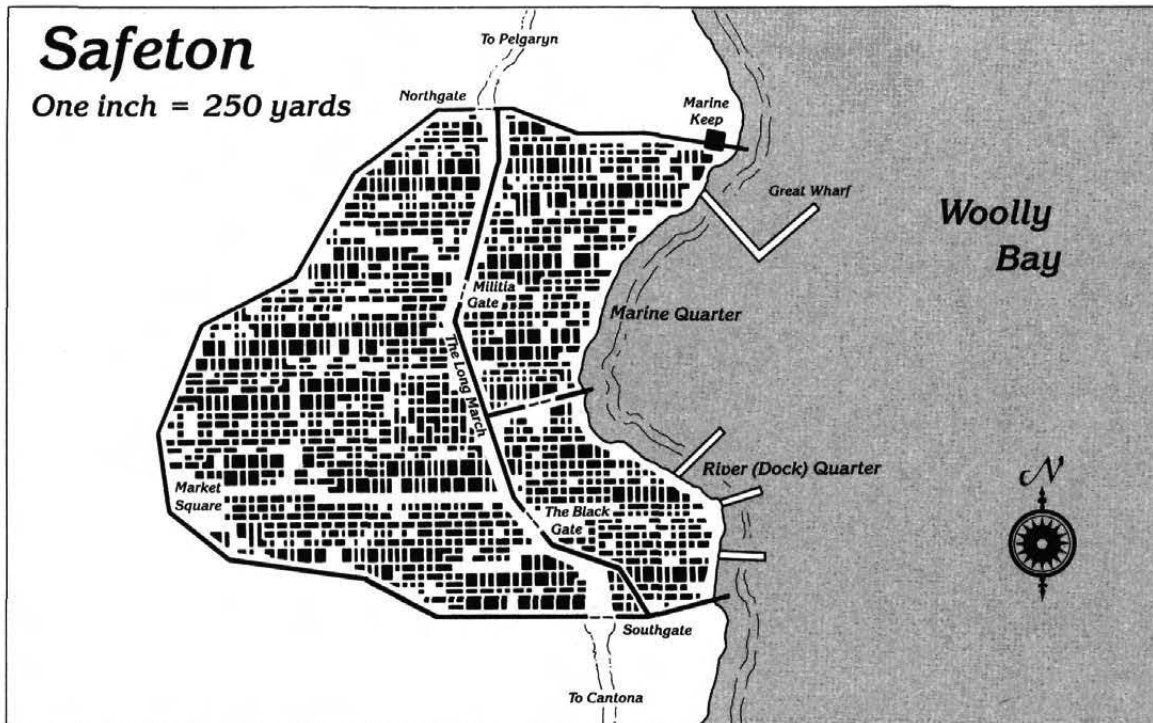 Safeton
One inch = 250 yards
To Pelgaryn
Northgate
Marine
Keep
Great Wharf
Woolly
Bay
Militia
Gate
Marine Quarter
The Long March
River (Dock) Quarter
Market
Square
The Black
Gate
N
Southgate
To Cantona